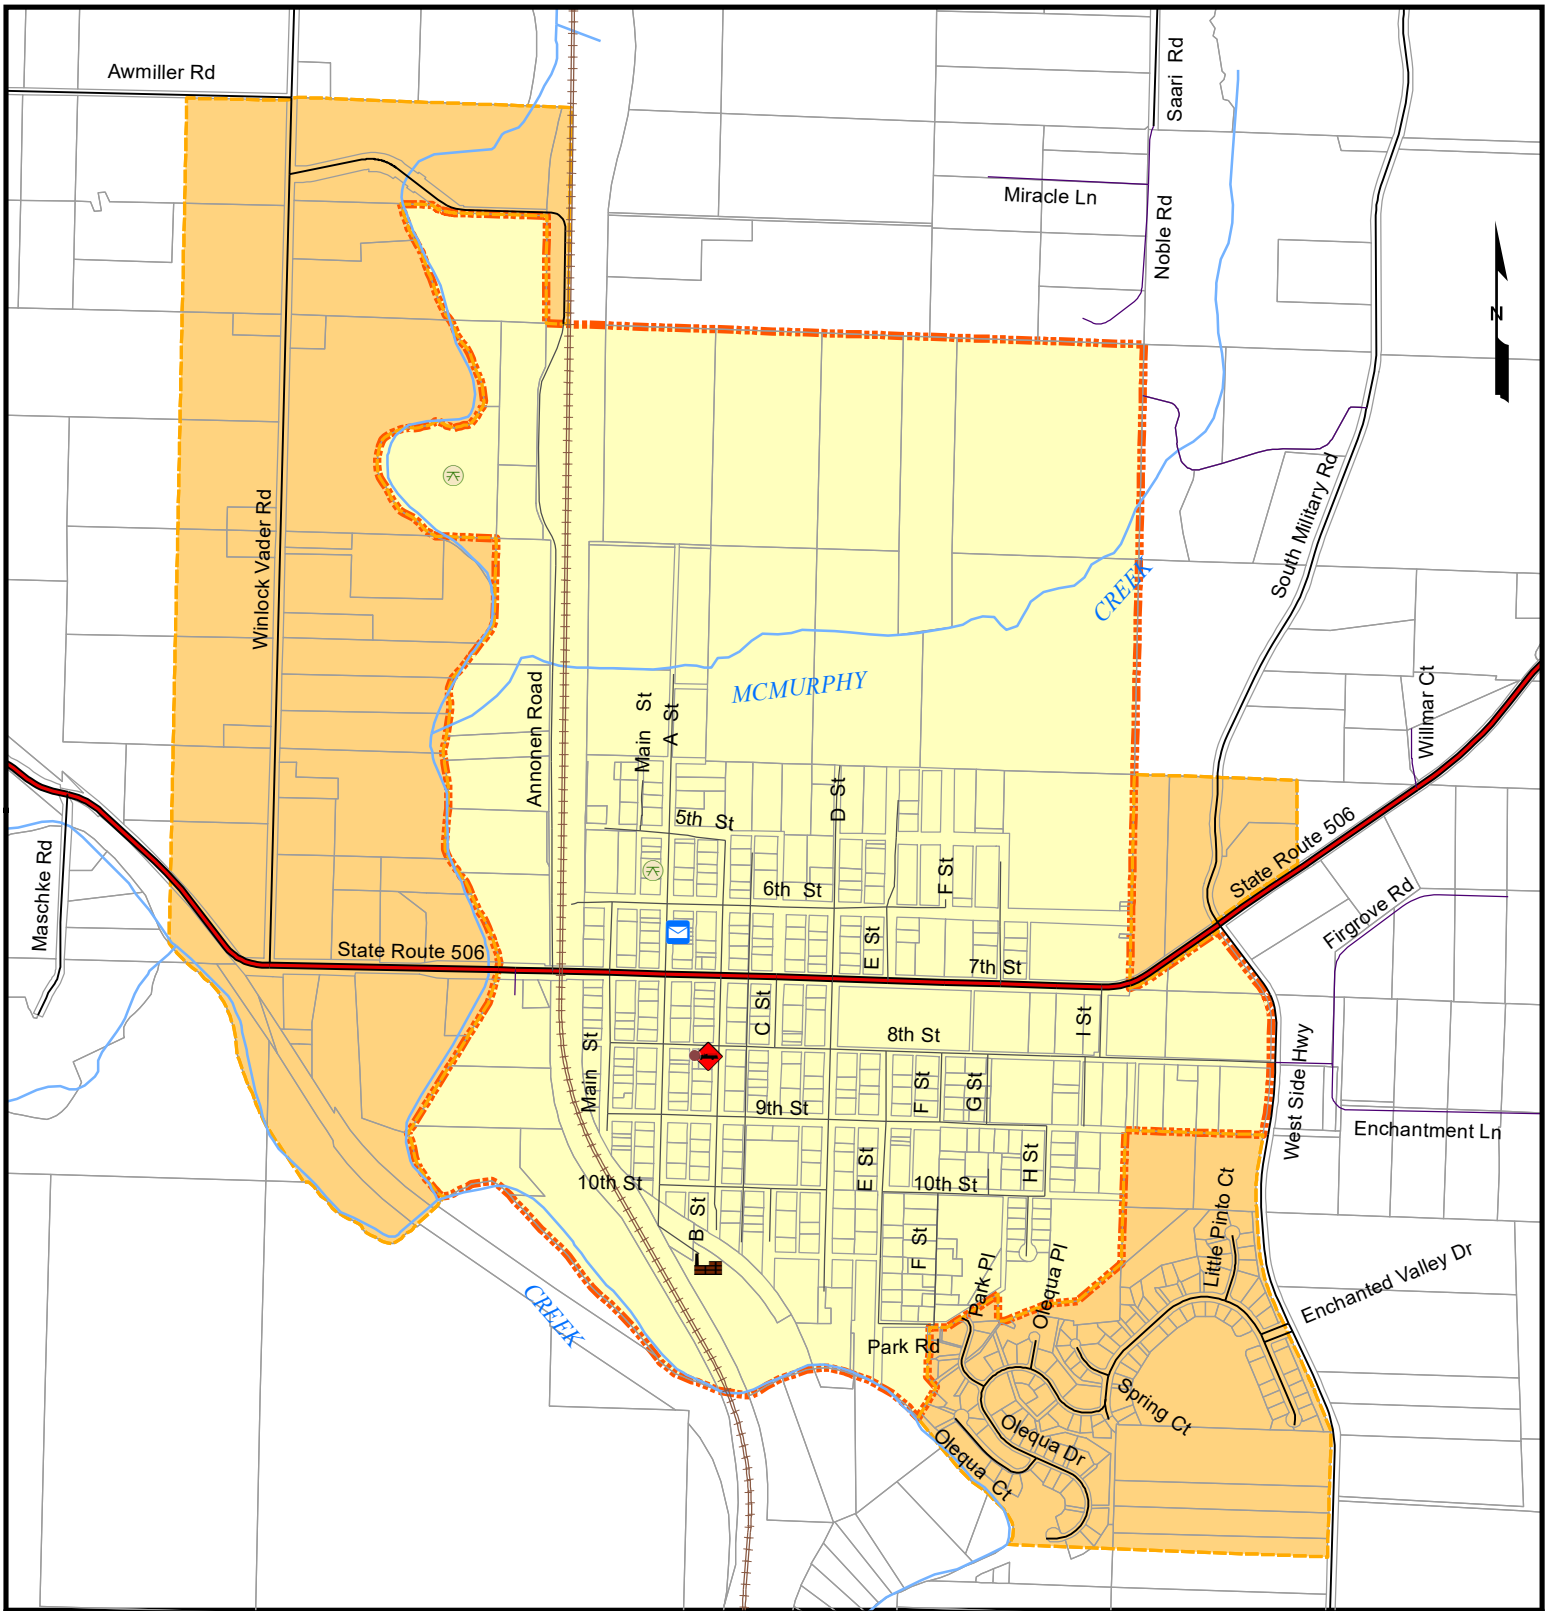 Awmiller Rd
Saari Rd
Miracle Ln
Noble Rd
N
South Military Rd
Winlock Vader Rd
CREEK
MCMURPHY
Annonen Road
Main St
A St
Willmar Ct
D St
5th St
State Route 506
Maschke Rd
6th St
F St
Firgrove Rd
E St
State Route 506
7th St
C St
I St
8th St
Main St
West Side Hwy
F St
G St
9th St
Enchantment Ln
H St
E St
10th St
10th St
Little Pinto Ct
B St
F St
Park Pl
Olequa Pl
Enchanted Valley Dr
CREEK
Park Rd
Spring Ct
Olequa Dr
Olequa Ct